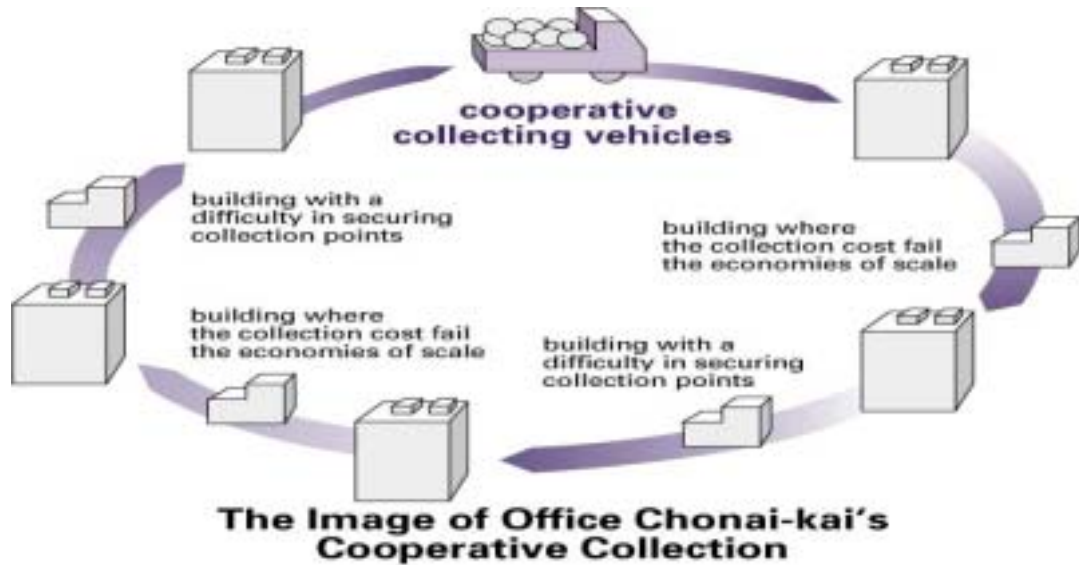 cooperative
collecting vehicles
building with a
difficulty in securing
collection points
building where
the collection cost fail
the economies of scale
building where
the collection cost fail
the economies of scale
building with a
difficulty in securing
collection points
The Image of Office Chonai-kai's
Cooperative Collection